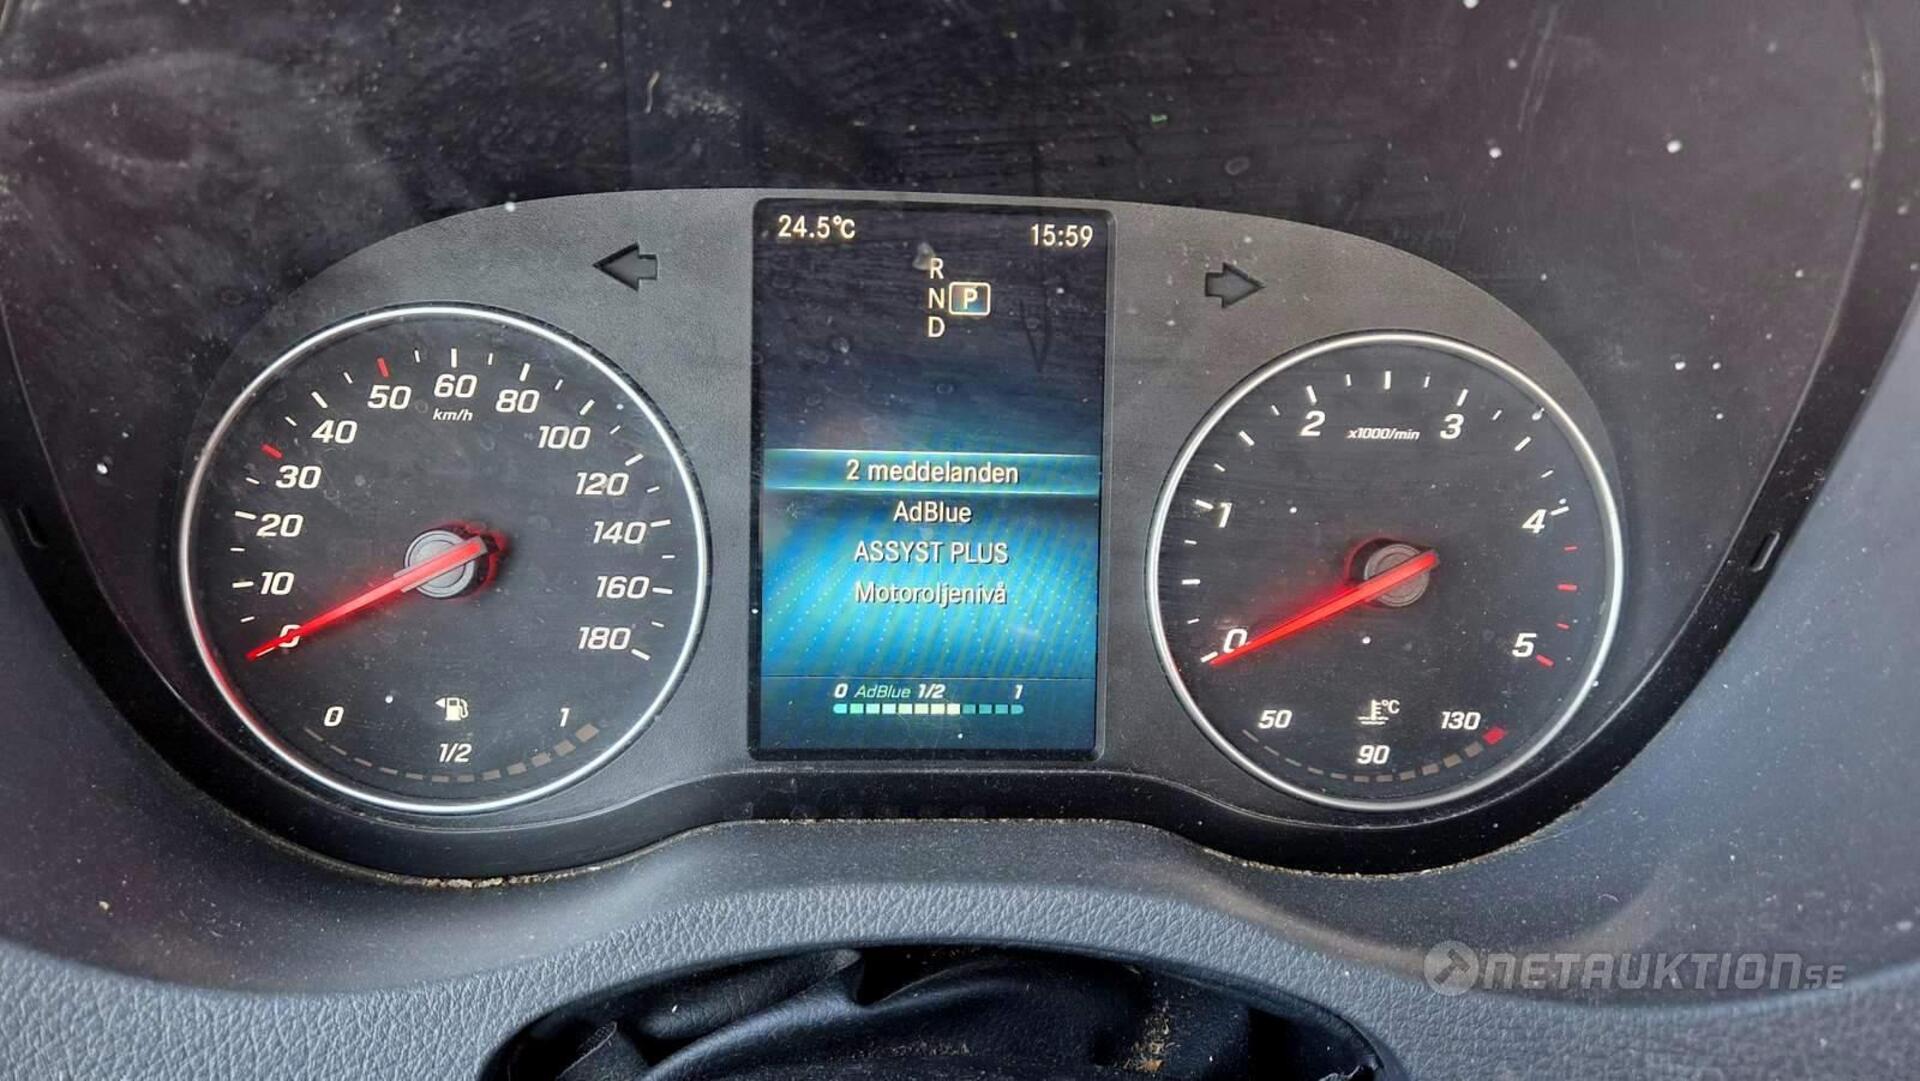 24.5°C 15:59
R
N P
D
2 meddelanden
AdBlue
ASSYST PLUS
Motoroljenivå
0 AdBlue 1/2 1
0
10
20
30
40
50
60
80
100
120
140
160
180
km/h
0 1
1/2
0
1
2
3
4
5
x1000/min
50 °C 130
90
NETAUKTION.SE